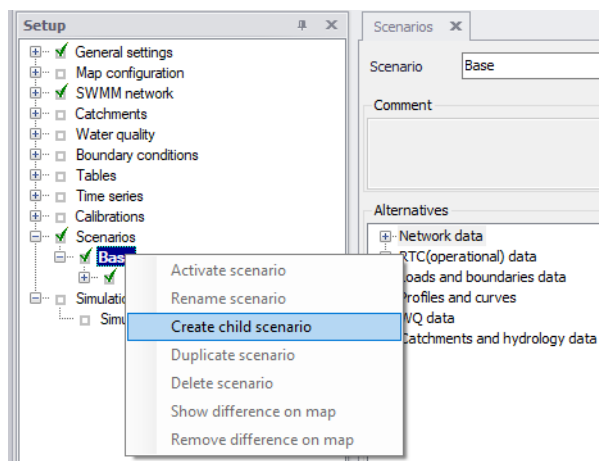 Setup
General settings
Map configuration
SWMM network
Catchments
Water quality
Boundary conditions
Tables
Time series
Calibrations
Scenarios
Bas
Simulatio
Simu
Activate scenario
Rename scenario
Create child scenario
Duplicate scenario
Delete scenario
Show difference on map
Remove difference on map
Scenarios
Scenario Base
Comment
Alternatives
Network data
RTC(operational) data
Loads and boundaries data
Profiles and curves
WQ data
Catchments and hydrology data